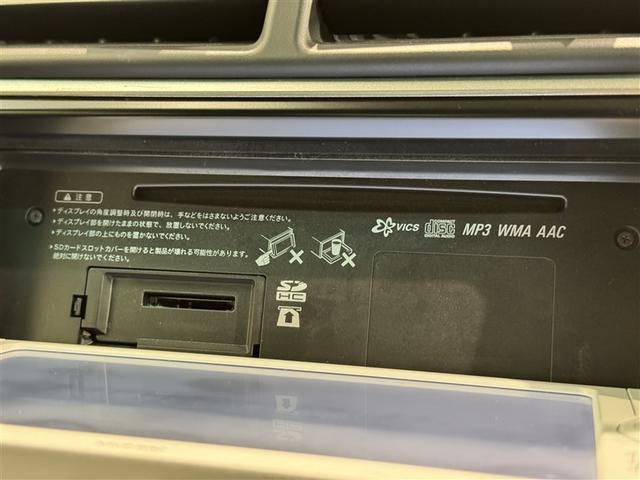 ⚠注意
▸ディスプレイの角度調整時及び開閉時は、手などをはさまないようご注意ください。
▸ディスプレイ部を開けたままの状態で、放置しないでください。
▸ディスプレイ部の上にものを置かないでください。
▸SDカードスロットカバーを開けると製品が壊れる可能性があります。
絶対に開けないでください。
VICS
COMPACT
disc
DIGITAL AUDIO
MP3 WMA AAC
SD
HC